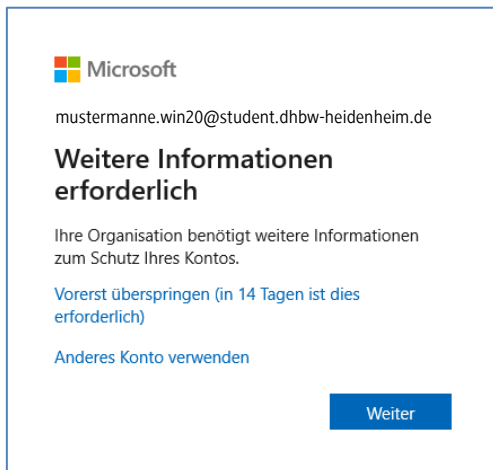 Microsoft
mustermanne.win20@student.dhbw-heidenheim.de
Weitere Informationen
erforderlich
Ihre Organisation benötigt weitere Informationen
zum Schutz Ihres Kontos.
Vorerst überspringen (in 14 Tagen ist dies
erforderlich)
Anderes Konto verwenden
Weiter